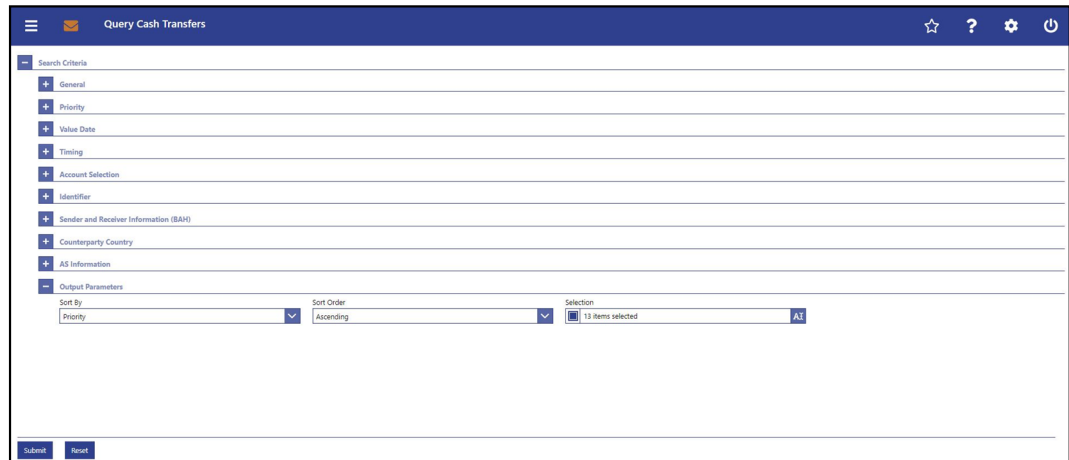 Query Cash Transfers
Search Criteria
General
Priority
Value Date
Timing
Account Selection
Identifier
Sender and Receiver Information (BAH)
Counterparty Country
AS Information
Output Parameters
Sort By Sort Order Selection
Priority Ascending 13 items selected
Submit Reset